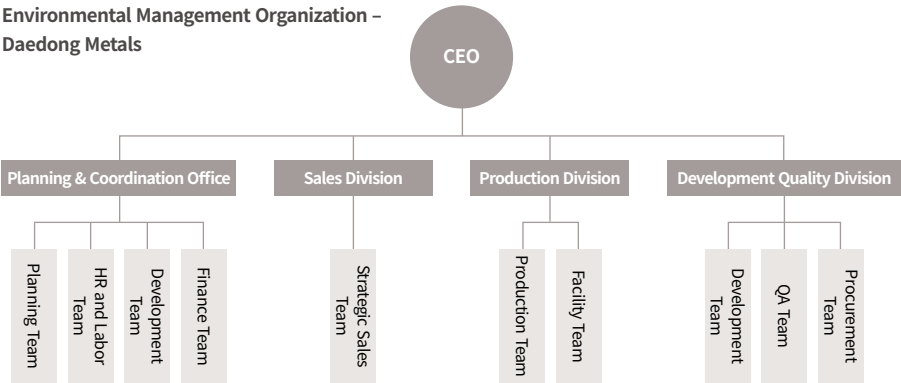 Environmental Management Organization –
Daedong Metals
CEO
Planning & Coordination Office
Sales Division
Production Division
Development Quality Division
Planning Team
HR and Labor
Team
Development
Team
Finance Team
Strategic Sales
Team
Production Team
Facility Team
Development
Team
QA Team
Procurement
Team